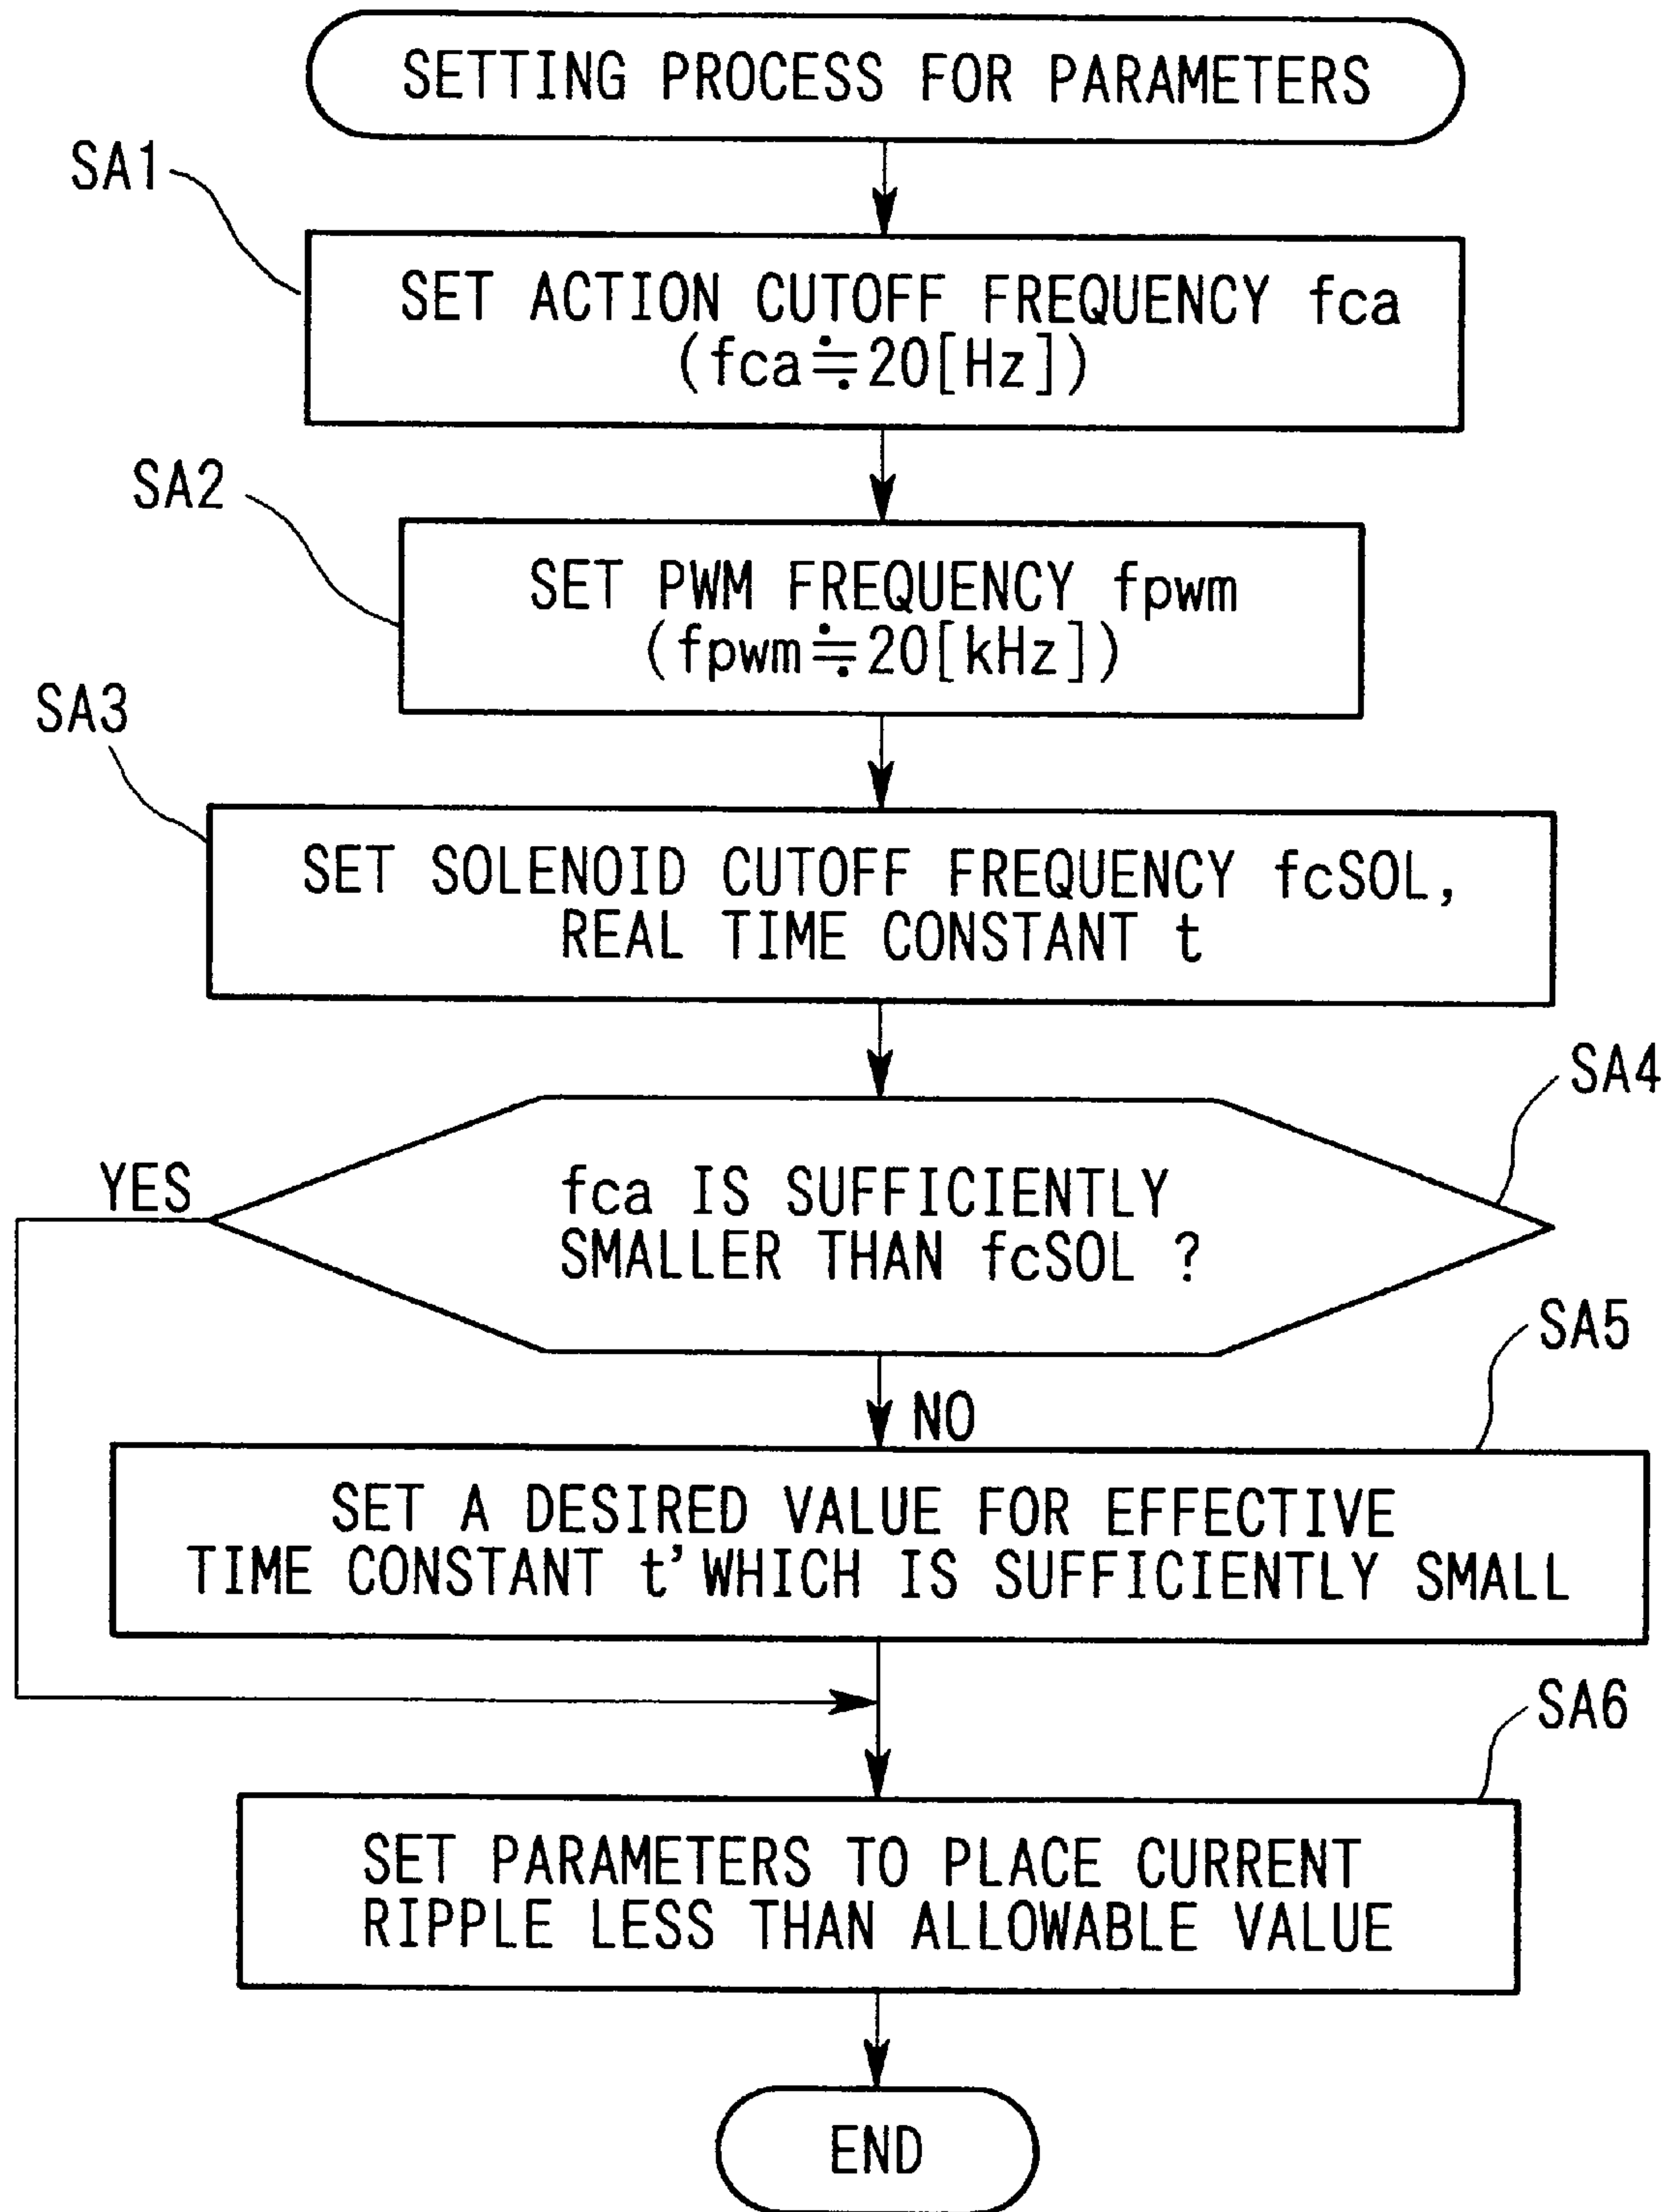 SETTING PROCESS FOR PARAMETERS
SA1
SET ACTION CUTOFF FREQUENCY fca
(fca≒20[Hz])
SA2
SET PWM FREQUENCY fpwm
(fpwm≒20[kHz])
SA3
SET SOLENOID CUTOFF FREQUENCY fcSOL,
REAL TIME CONSTANT t
SA4
YES
fca IS SUFFICIENTLY
SMALLER THAN fcSOL ?
SA5
NO
SET A DESIRED VALUE FOR EFFECTIVE
TIME CONSTANT t' WHICH IS SUFFICIENTLY SMALL
SA6
SET PARAMETERS TO PLACE CURRENT
RIPPLE LESS THAN ALLOWABLE VALUE
END